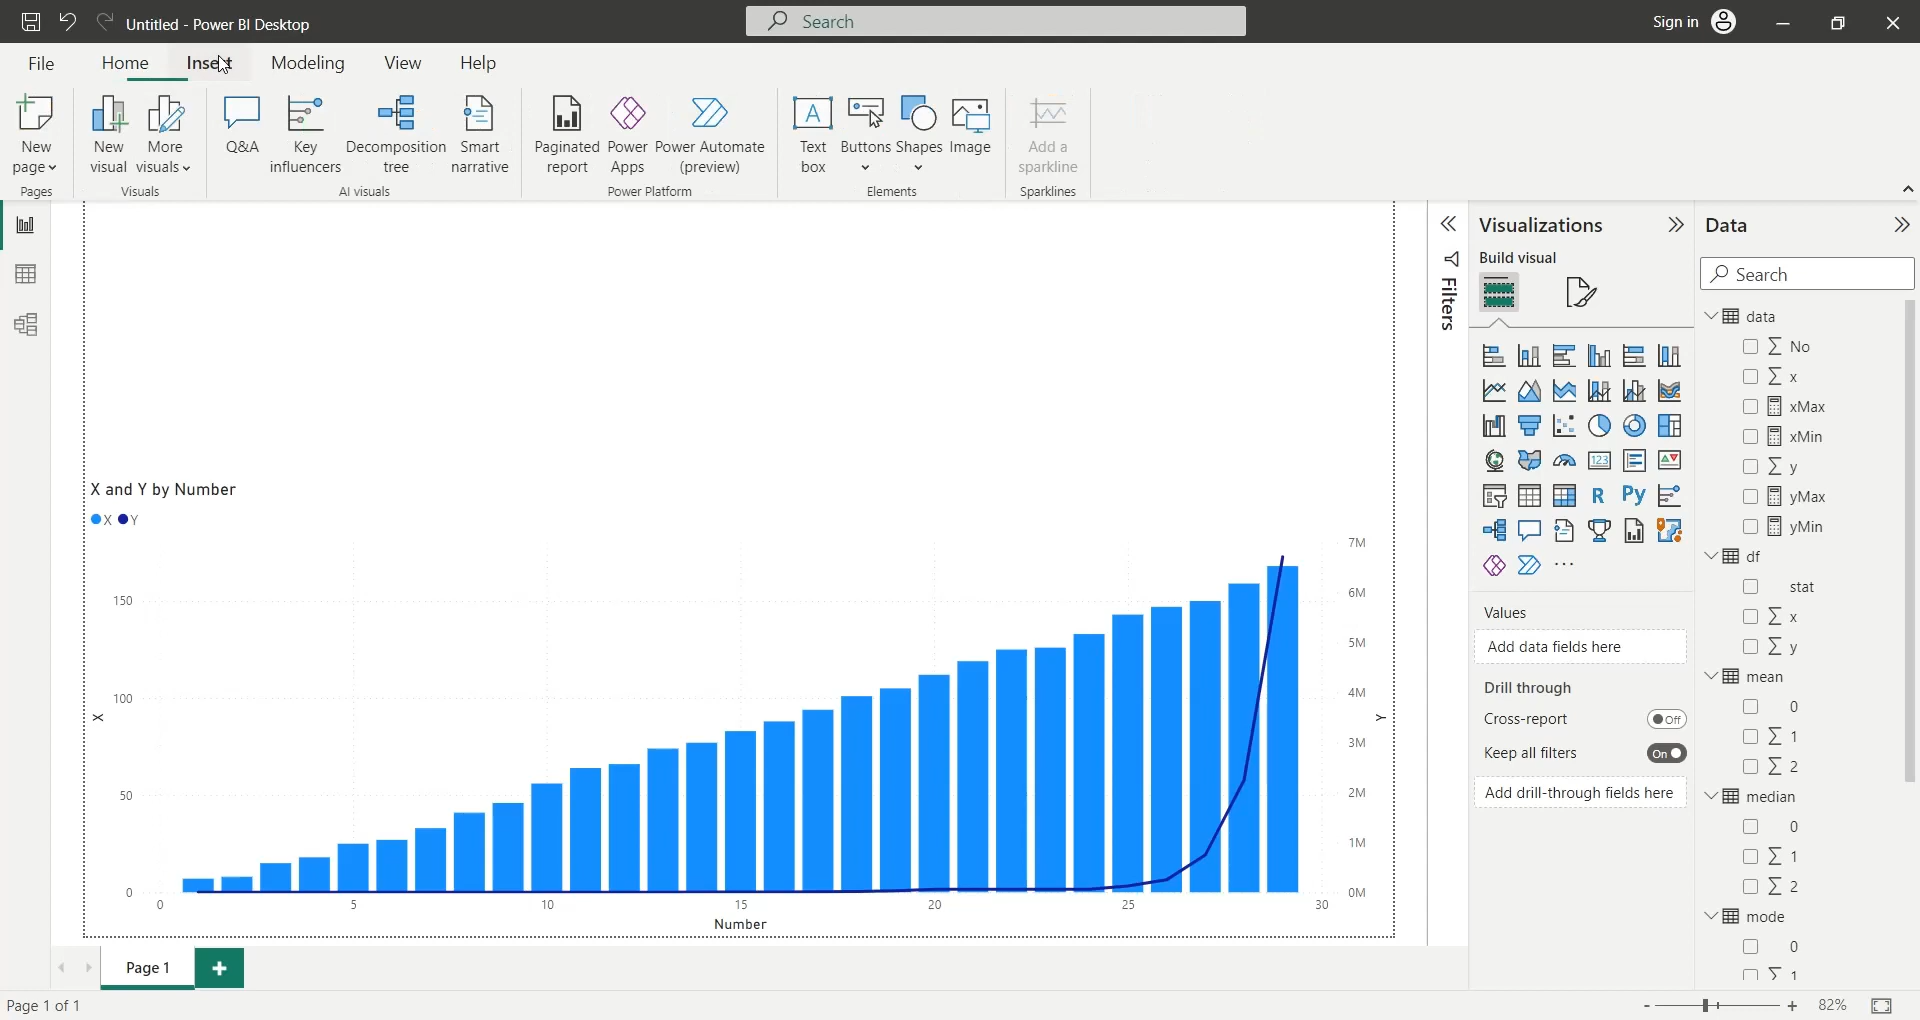 Untitled - Power BI Desktop
Search
Sign in
File
Home
Insert
Modeling
View
Help
New page
New visual
More visuals
Q&A
Key influencers
Decomposition tree
Smart narrative
Paginated report
Power Apps
Power Automate (preview)
Text box
Buttons
Shapes
Image
Add a sparkline
Pages
Visuals
AI visuals
Power Platform
Elements
Sparklines
X and Y by Number
X Y
150
100
50
0
X
7M
6M
5M
4M
3M
2M
1M
0M
Y
0 5 10 15 20 25 30
Number
Filters
Visualizations
Build visual
123
R
Py
Values
Add data fields here
Drill through
Cross-report
Off
Keep all filters
On
Add drill-through fields here
Data
Search
data
∑ No
∑ x
xMax
xMin
∑ y
yMax
yMin
df
stat
∑ x
∑ y
mean
0
∑ 1
∑ 2
median
0
∑ 1
∑ 2
mode
0
∑ 1
Page 1
+
Page 1 of 1
- + 82%